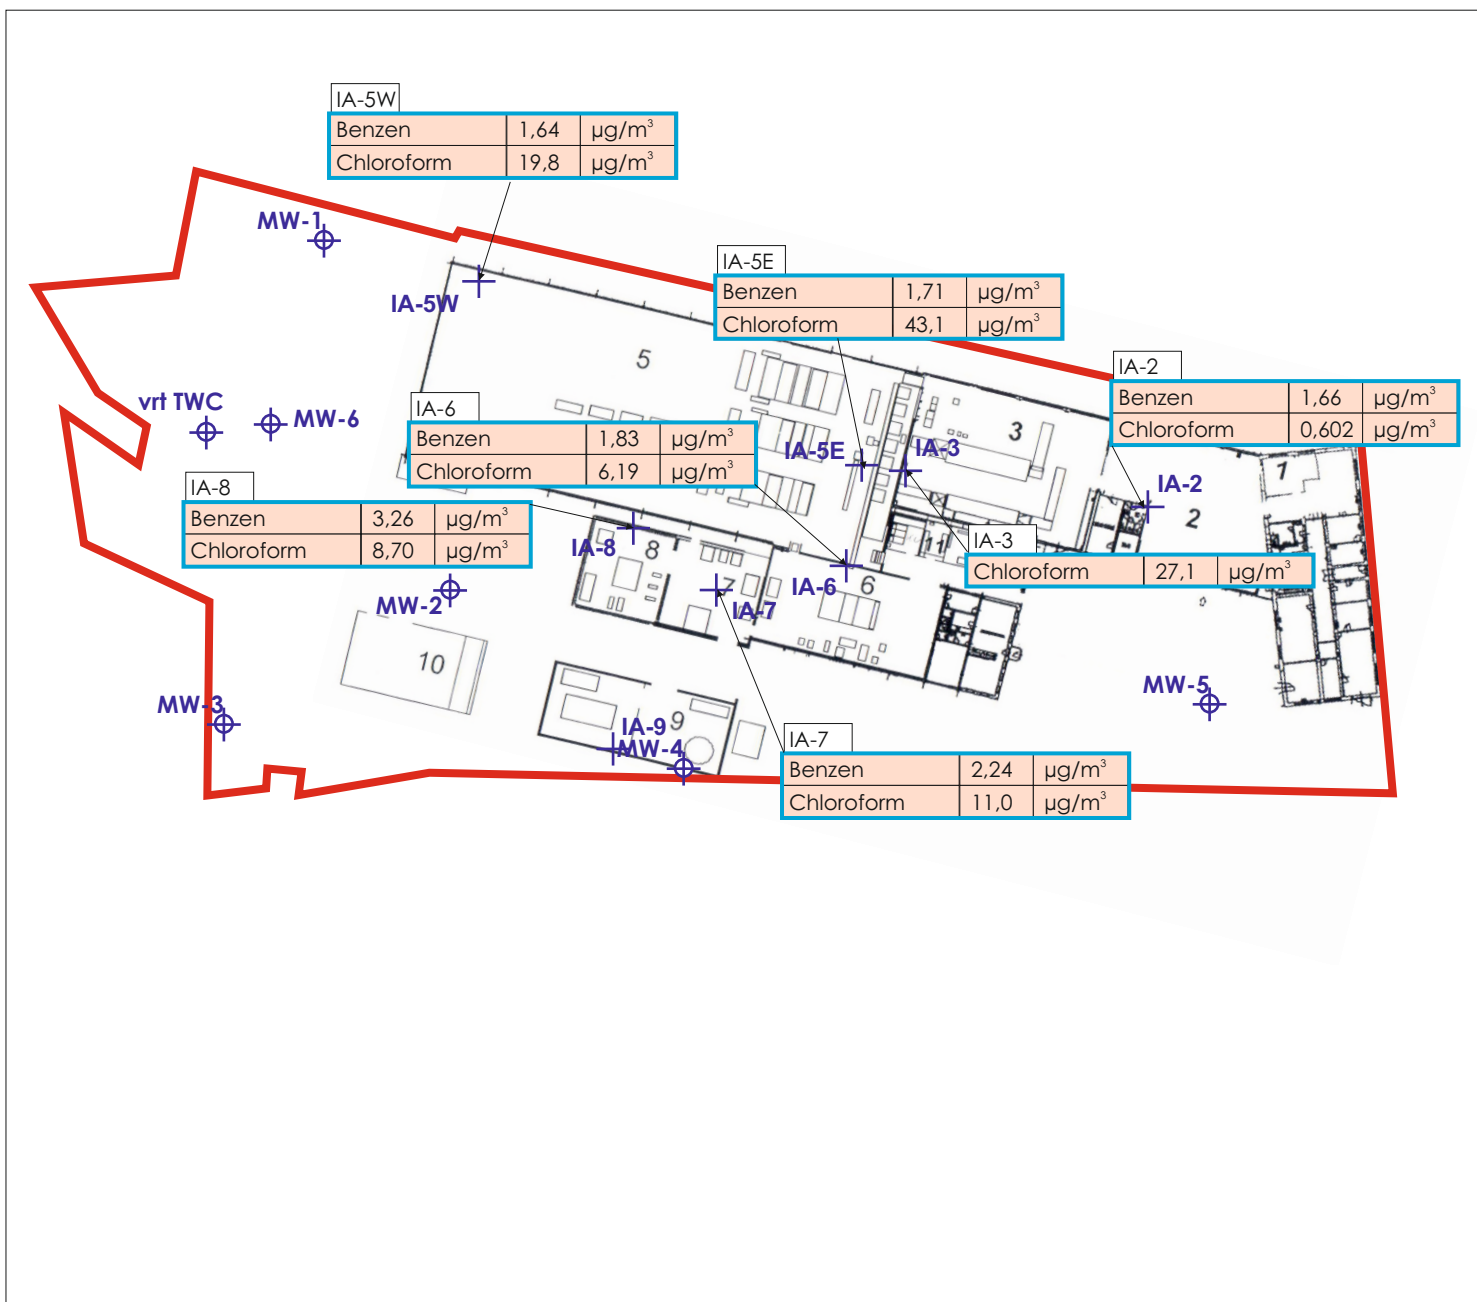 IA-5W
Benzen 1,64 µg/m³
Chloroform 19,8 µg/m³
MW-1
IA-5E
Benzen 1,71 µg/m³
Chloroform 43,1 µg/m³
IA-5W
5
IA-2
Benzen 1,66 µg/m³
Chloroform 0,602 µg/m³
vrt TWC
MW-6
IA-6
Benzen 1,83 µg/m³
Chloroform 6,19 µg/m³
3
IA-5E
IA-3
1
IA-8
Benzen 3,26 µg/m³
Chloroform 8,70 µg/m³
IA-2
2
IA-8
8
11
IA-3
Chloroform 27,1 µg/m³
MW-2
7
IA-7
IA-6
6
10
MW-3
MW-5
IA-9
9
MW-4
IA-7
Benzen 2,24 µg/m³
Chloroform 11,0 µg/m³